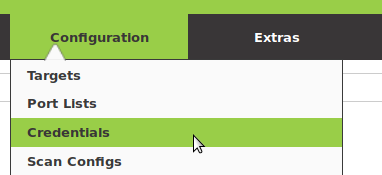 Configuration Extras
Targets
Port Lists
Credentials
Scan Configs